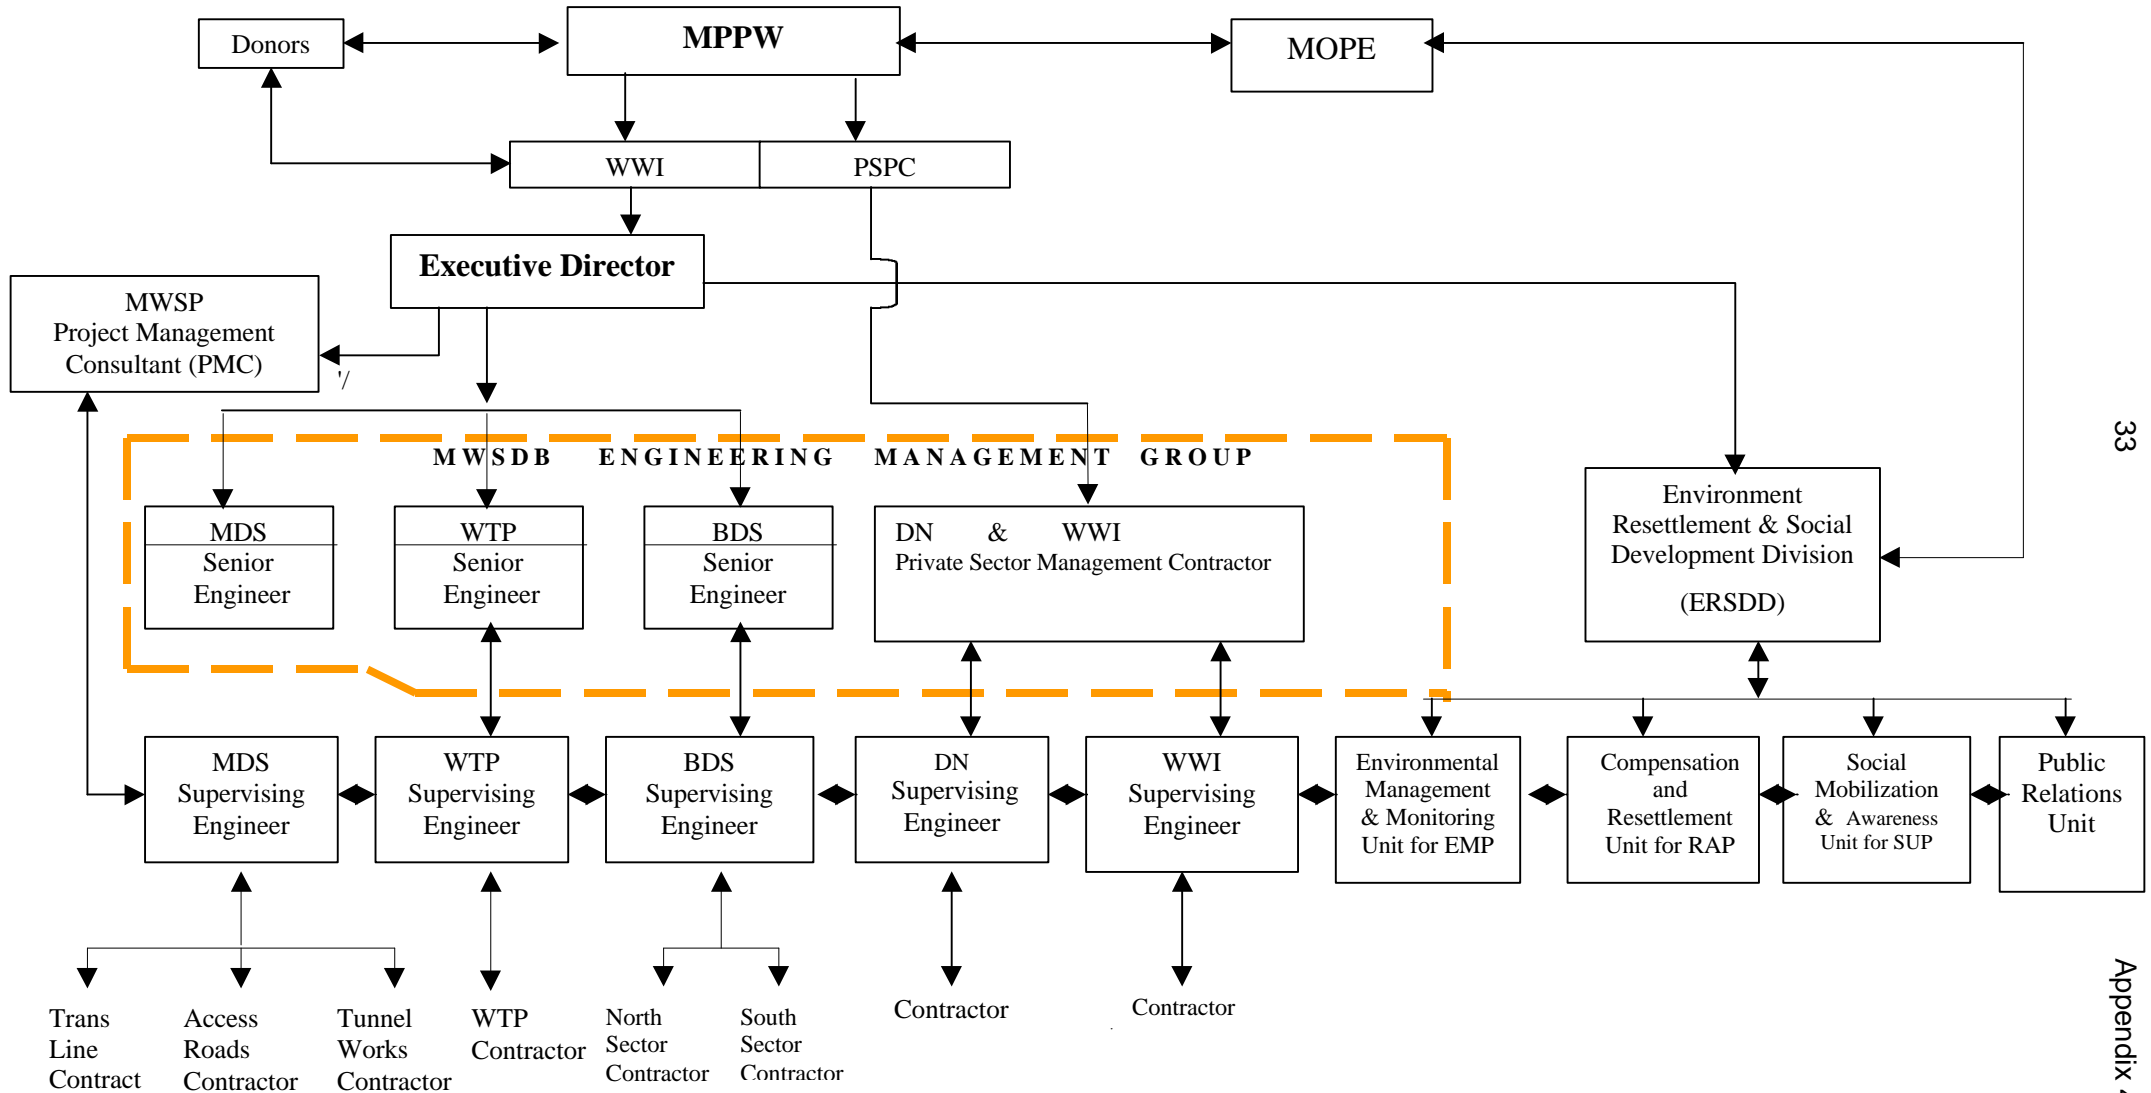 Donors
MPPW
MOPE
WWI
PSPC
Executive Director
MWSP
Project Management
Consultant (PMC)
'/
33
MWSDB ENGINEERING MANAGEMENT GROUP
MDS
Senior
Engineer
WTP
Senior
Engineer
BDS
Senior
Engineer
DN & WWI
Private Sector Management Contractor
Environment
Resettlement & Social
Development Division
(ERSDD)
MDS
Supervising
Engineer
WTP
Supervising
Engineer
BDS
Supervising
Engineer
DN
Supervising
Engineer
WWI
Supervising
Engineer
Environmental
Management
& Monitoring
Unit for EMP
Compensation
and
Resettlement
Unit for RAP
Social
Mobilization
& Awareness
Unit for SUP
Public
Relations
Unit
Trans
Line
Contract
Access
Roads
Contractor
Tunnel
Works
Contractor
WTP
Contractor
North
Sector
Contractor
South
Sector
Contractor
Contractor
Contractor
Appendix